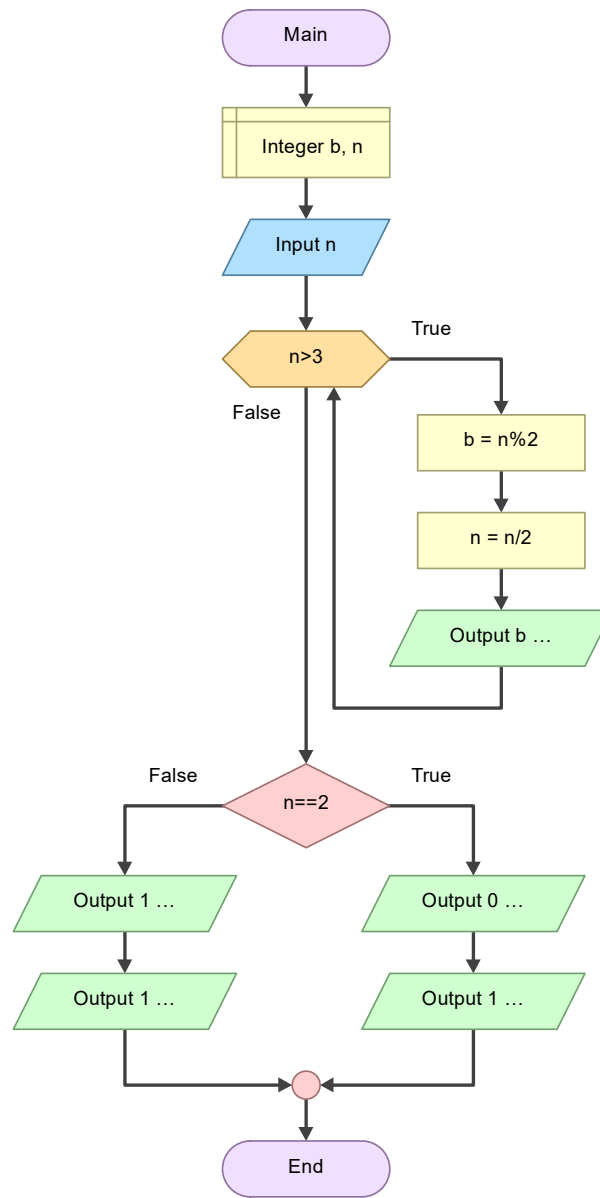 Main
Integer b, n
Input n
n>3
True
False
b = n%2
n = n/2
Output b …
n==2
False
True
Output 1 …
Output 0 …
Output 1 …
Output 1 …
End